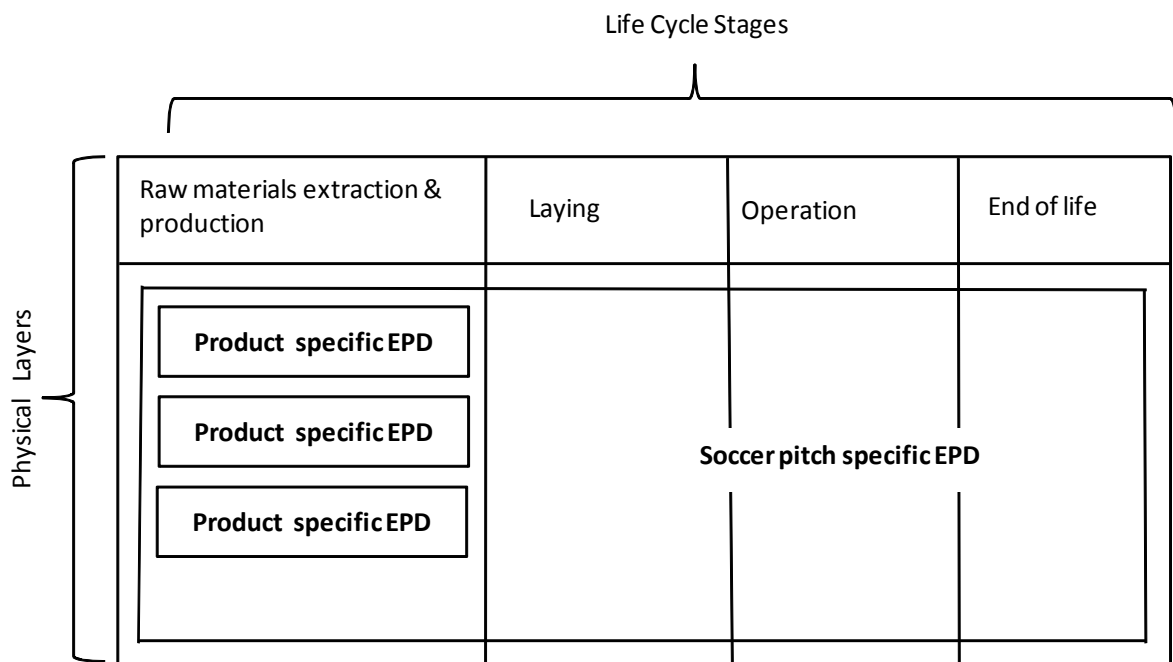 Life Cycle Stages
Physical Layers
Raw materials extraction &
production
Laying
Operation
End of life
Product specific EPD
Product specific EPD
Product specific EPD
Soccer pitch specific EPD